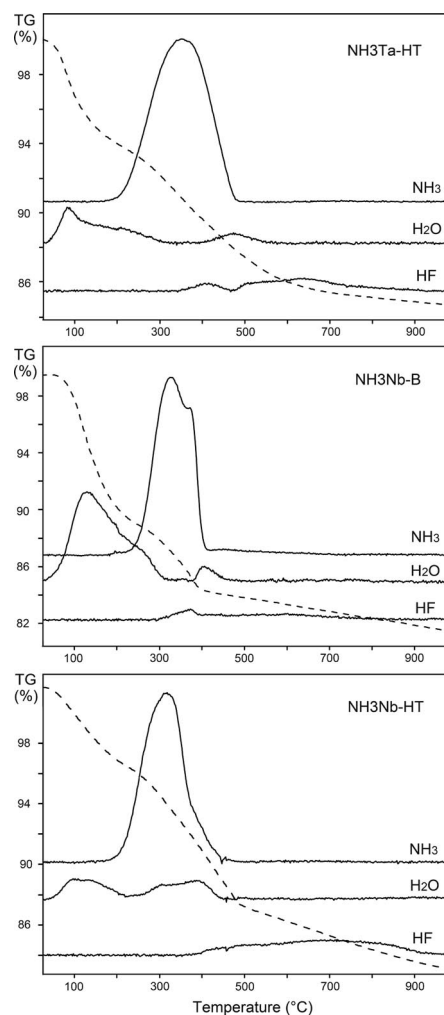 TG
(%)
NH3Ta-HT
98
94
NH3
90
H2O
86
HF
100 300 500 700 900
TG
(%)
NH3Nb-B
98
94
90
NH3
86
H2O
82
HF
100 300 500 700 900
TG
(%)
NH3Nb-HT
98
94
NH3
90
H2O
86
HF
100 300 500 700 900
Temperature (°C)